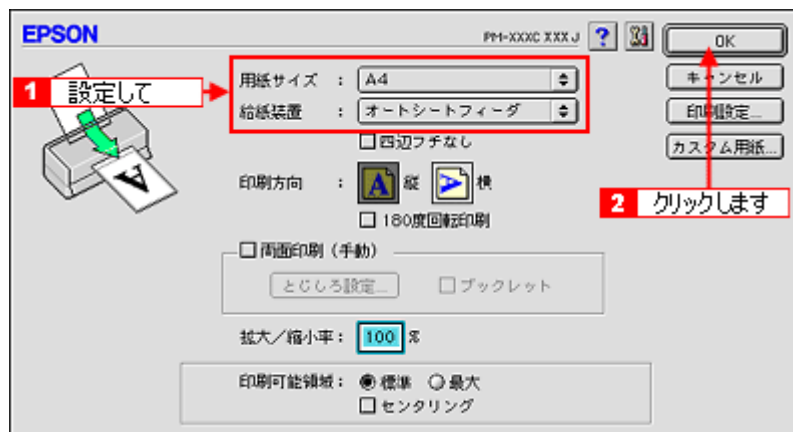 EPSON PM-XXXC XXX J ?
OK
用紙サイズ : A4
キャンセル
1 設定して
給紙装置 : オートシートフィーダ
印刷設定...
四辺フチなし
カスタム用紙...
A
印刷方向 : A 縦 A 横
2 クリックします
180度回転印刷
両面印刷（手動）
とじしろ設定... ブックレット
拡大／縮小率： 100 %
印刷可能領域： 標準 最大
センタリング